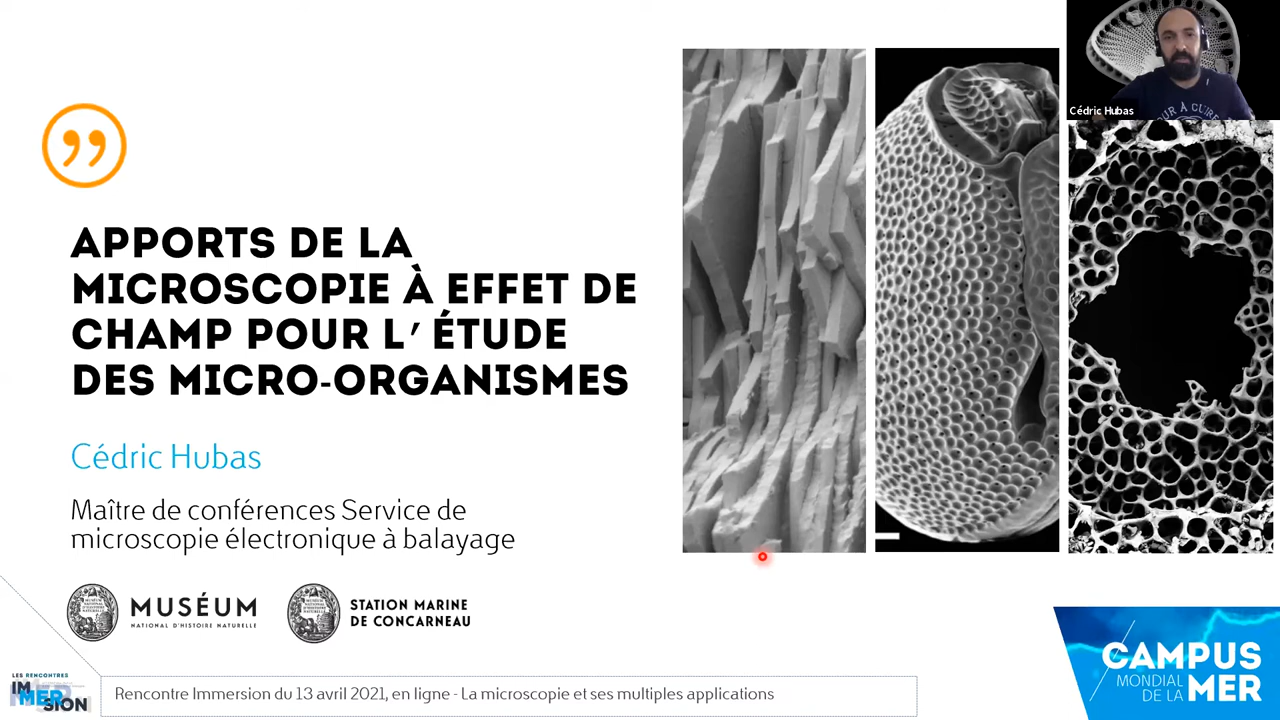 APPORTS DE LA
MICROSCOPIE À EFFET DE
CHAMP POUR L’ÉTUDE
DES MICRO-ORGANISMES
Cédric Hubas
Maître de conférences Service de
microscopie électronique à balayage
MUSÉUM
NATIONAL D'HISTOIRE NATURELLE
STATION MARINE
DE CONCARNEAU
LES RENCONTRES
IMMERSION
Rencontre Immersion du 13 avril 2021, en ligne - La microscopie et ses multiples applications
Cédric Hubas
CAMPUS
MONDIAL
DE LA MER